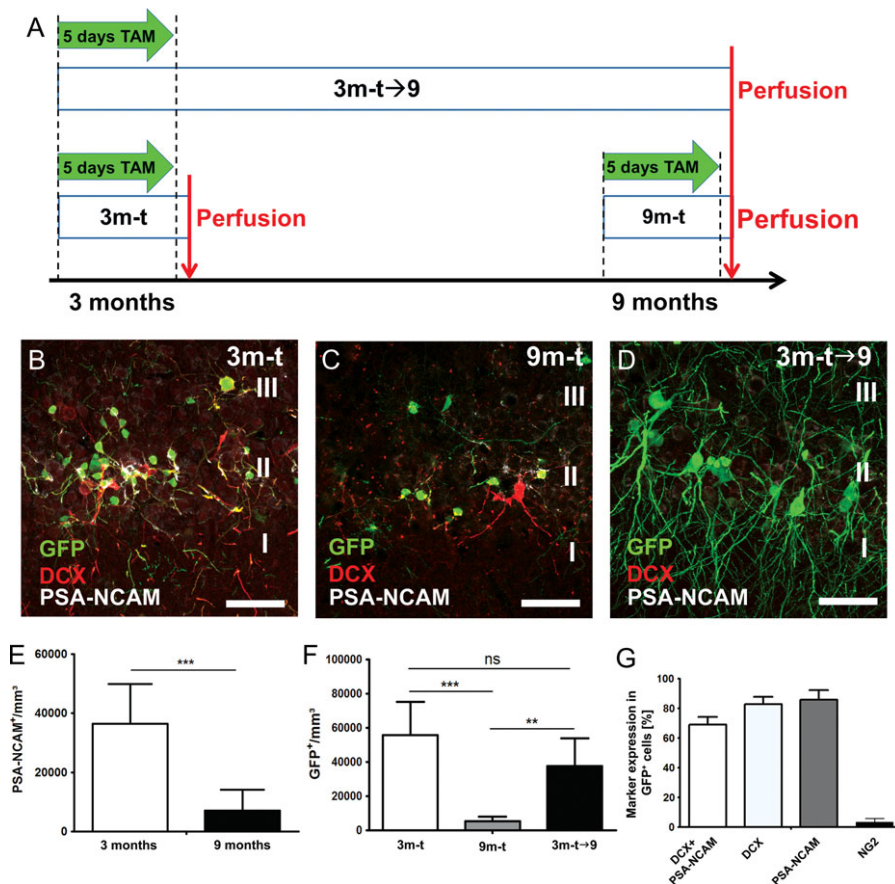 A
5 days TAM
3m-t→9
Perfusion
5 days TAM
5 days TAM
3m-t
Perfusion
9m-t
Perfusion
3 months
9 months
B
3m-t
III
II
I
GFP
DCX
PSA-NCAM
C
9m-t
III
II
I
GFP
DCX
PSA-NCAM
D
3m-t→9
III
II
I
GFP
DCX
PSA-NCAM
E
PSA-NCAM⁺/mm³
60000
40000
20000
0
***
3 months
9 months
F
GFP⁺/mm³
100000
80000
60000
40000
20000
0
ns
***
**
3m-t
9m-t
3m-t→9
G
Marker expression in
GFP⁺ cells [%]
100
80
60
40
20
0
DCX+
PSA-NCAM
DCX
PSA-NCAM
NG2